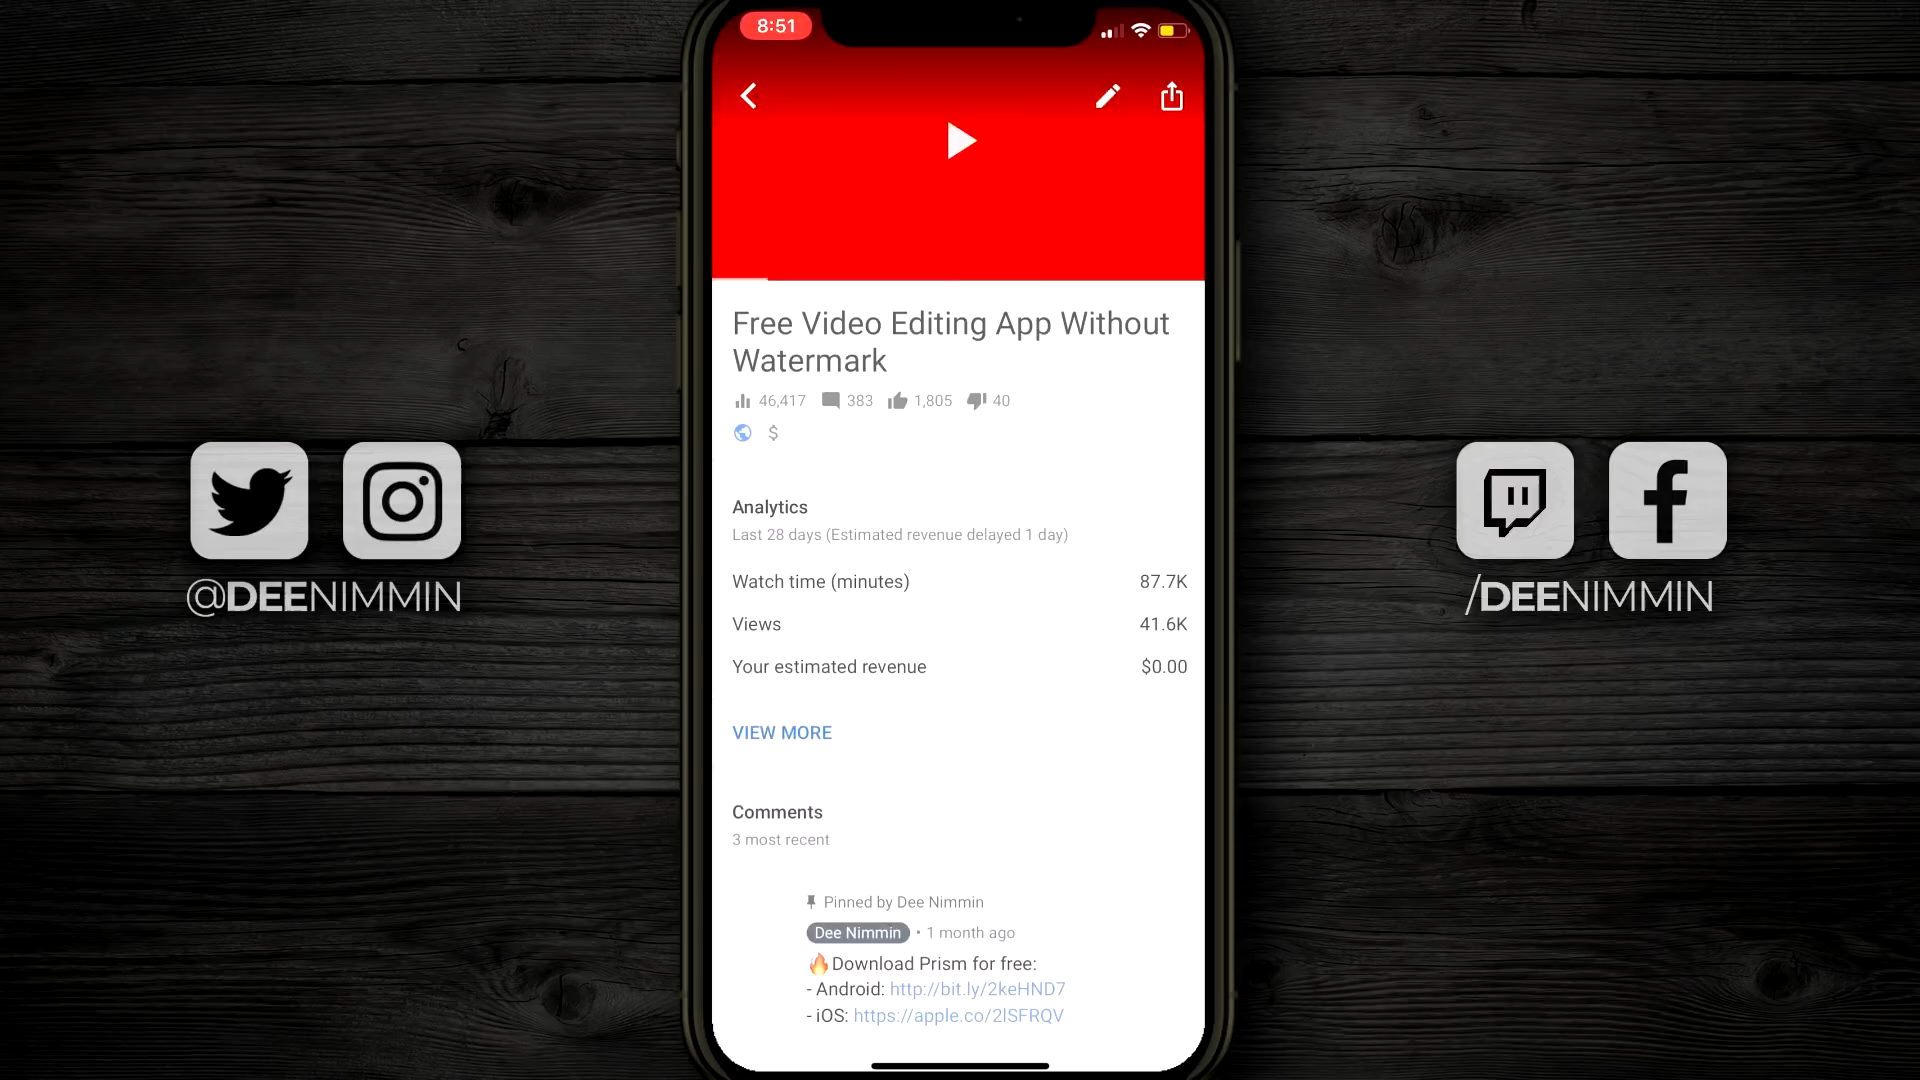 8:51
Free Video Editing App Without
Watermark
46,417 383 1,805 40
$
Analytics
Last 28 days (Estimated revenue delayed 1 day)
Watch time (minutes) 87.7K
Views 41.6K
Your estimated revenue $0.00
VIEW MORE
Comments
3 most recent
Pinned by Dee Nimmin
Dee Nimmin • 1 month ago
🔥Download Prism for free:
- Android: http://bit.ly/2keHND7
- iOS: https://apple.co/2lSFRQV
@DEENIMMIN
/DEENIMMIN